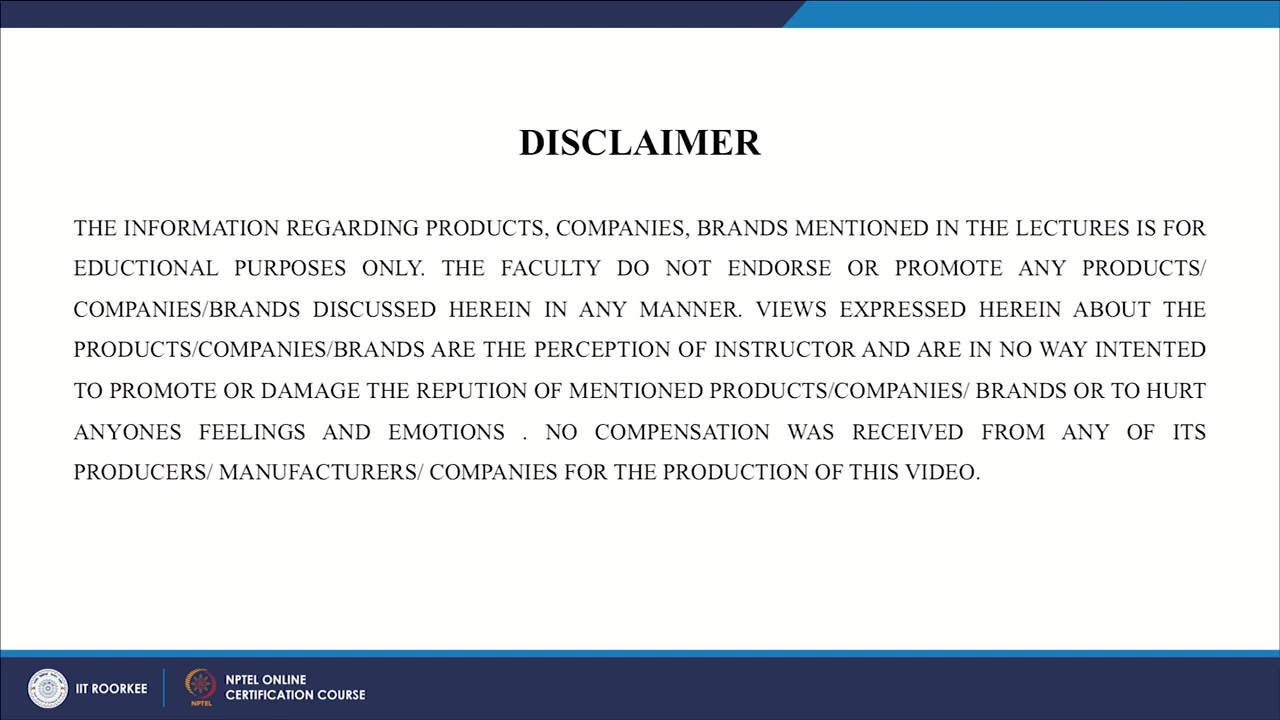 DISCLAIMER
THE INFORMATION REGARDING PRODUCTS, COMPANIES, BRANDS MENTIONED IN THE LECTURES IS FOR
EDUCTIONAL PURPOSES ONLY. THE FACULTY DO NOT ENDORSE OR PROMOTE ANY PRODUCTS/
COMPANIES/BRANDS DISCUSSED HEREIN IN ANY MANNER. VIEWS EXPRESSED HEREIN ABOUT THE
PRODUCTS/COMPANIES/BRANDS ARE THE PERCEPTION OF INSTRUCTOR AND ARE IN NO WAY INTENTED
TO PROMOTE OR DAMAGE THE REPUTION OF MENTIONED PRODUCTS/COMPANIES/ BRANDS OR TO HURT
ANYONES FEELINGS AND EMOTIONS . NO COMPENSATION WAS RECEIVED FROM ANY OF ITS
PRODUCERS/ MANUFACTURERS/ COMPANIES FOR THE PRODUCTION OF THIS VIDEO.
IIT ROORKEE
NPTEL
NPTEL ONLINE
CERTIFICATION COURSE